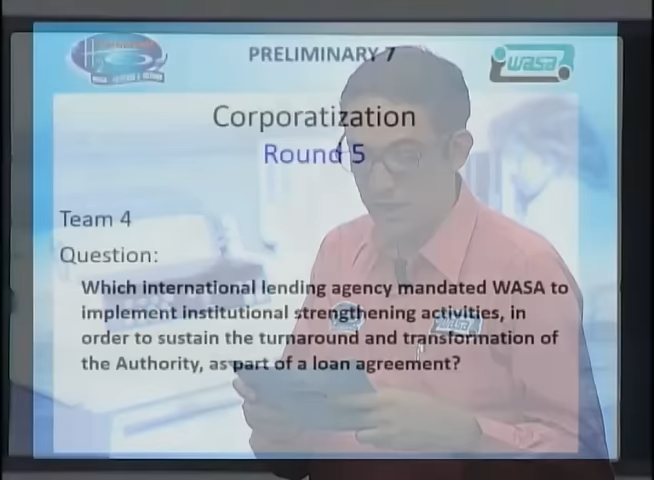 PRELIMINARY 7
wasa
Corporatization
Round 5
Team 4
Question:
Which international lending agency mandated WASA to
implement institutional strengthening activities, in
order to sustain the turnaround and transformation of
the Authority, as part of a loan agreement?
wasa